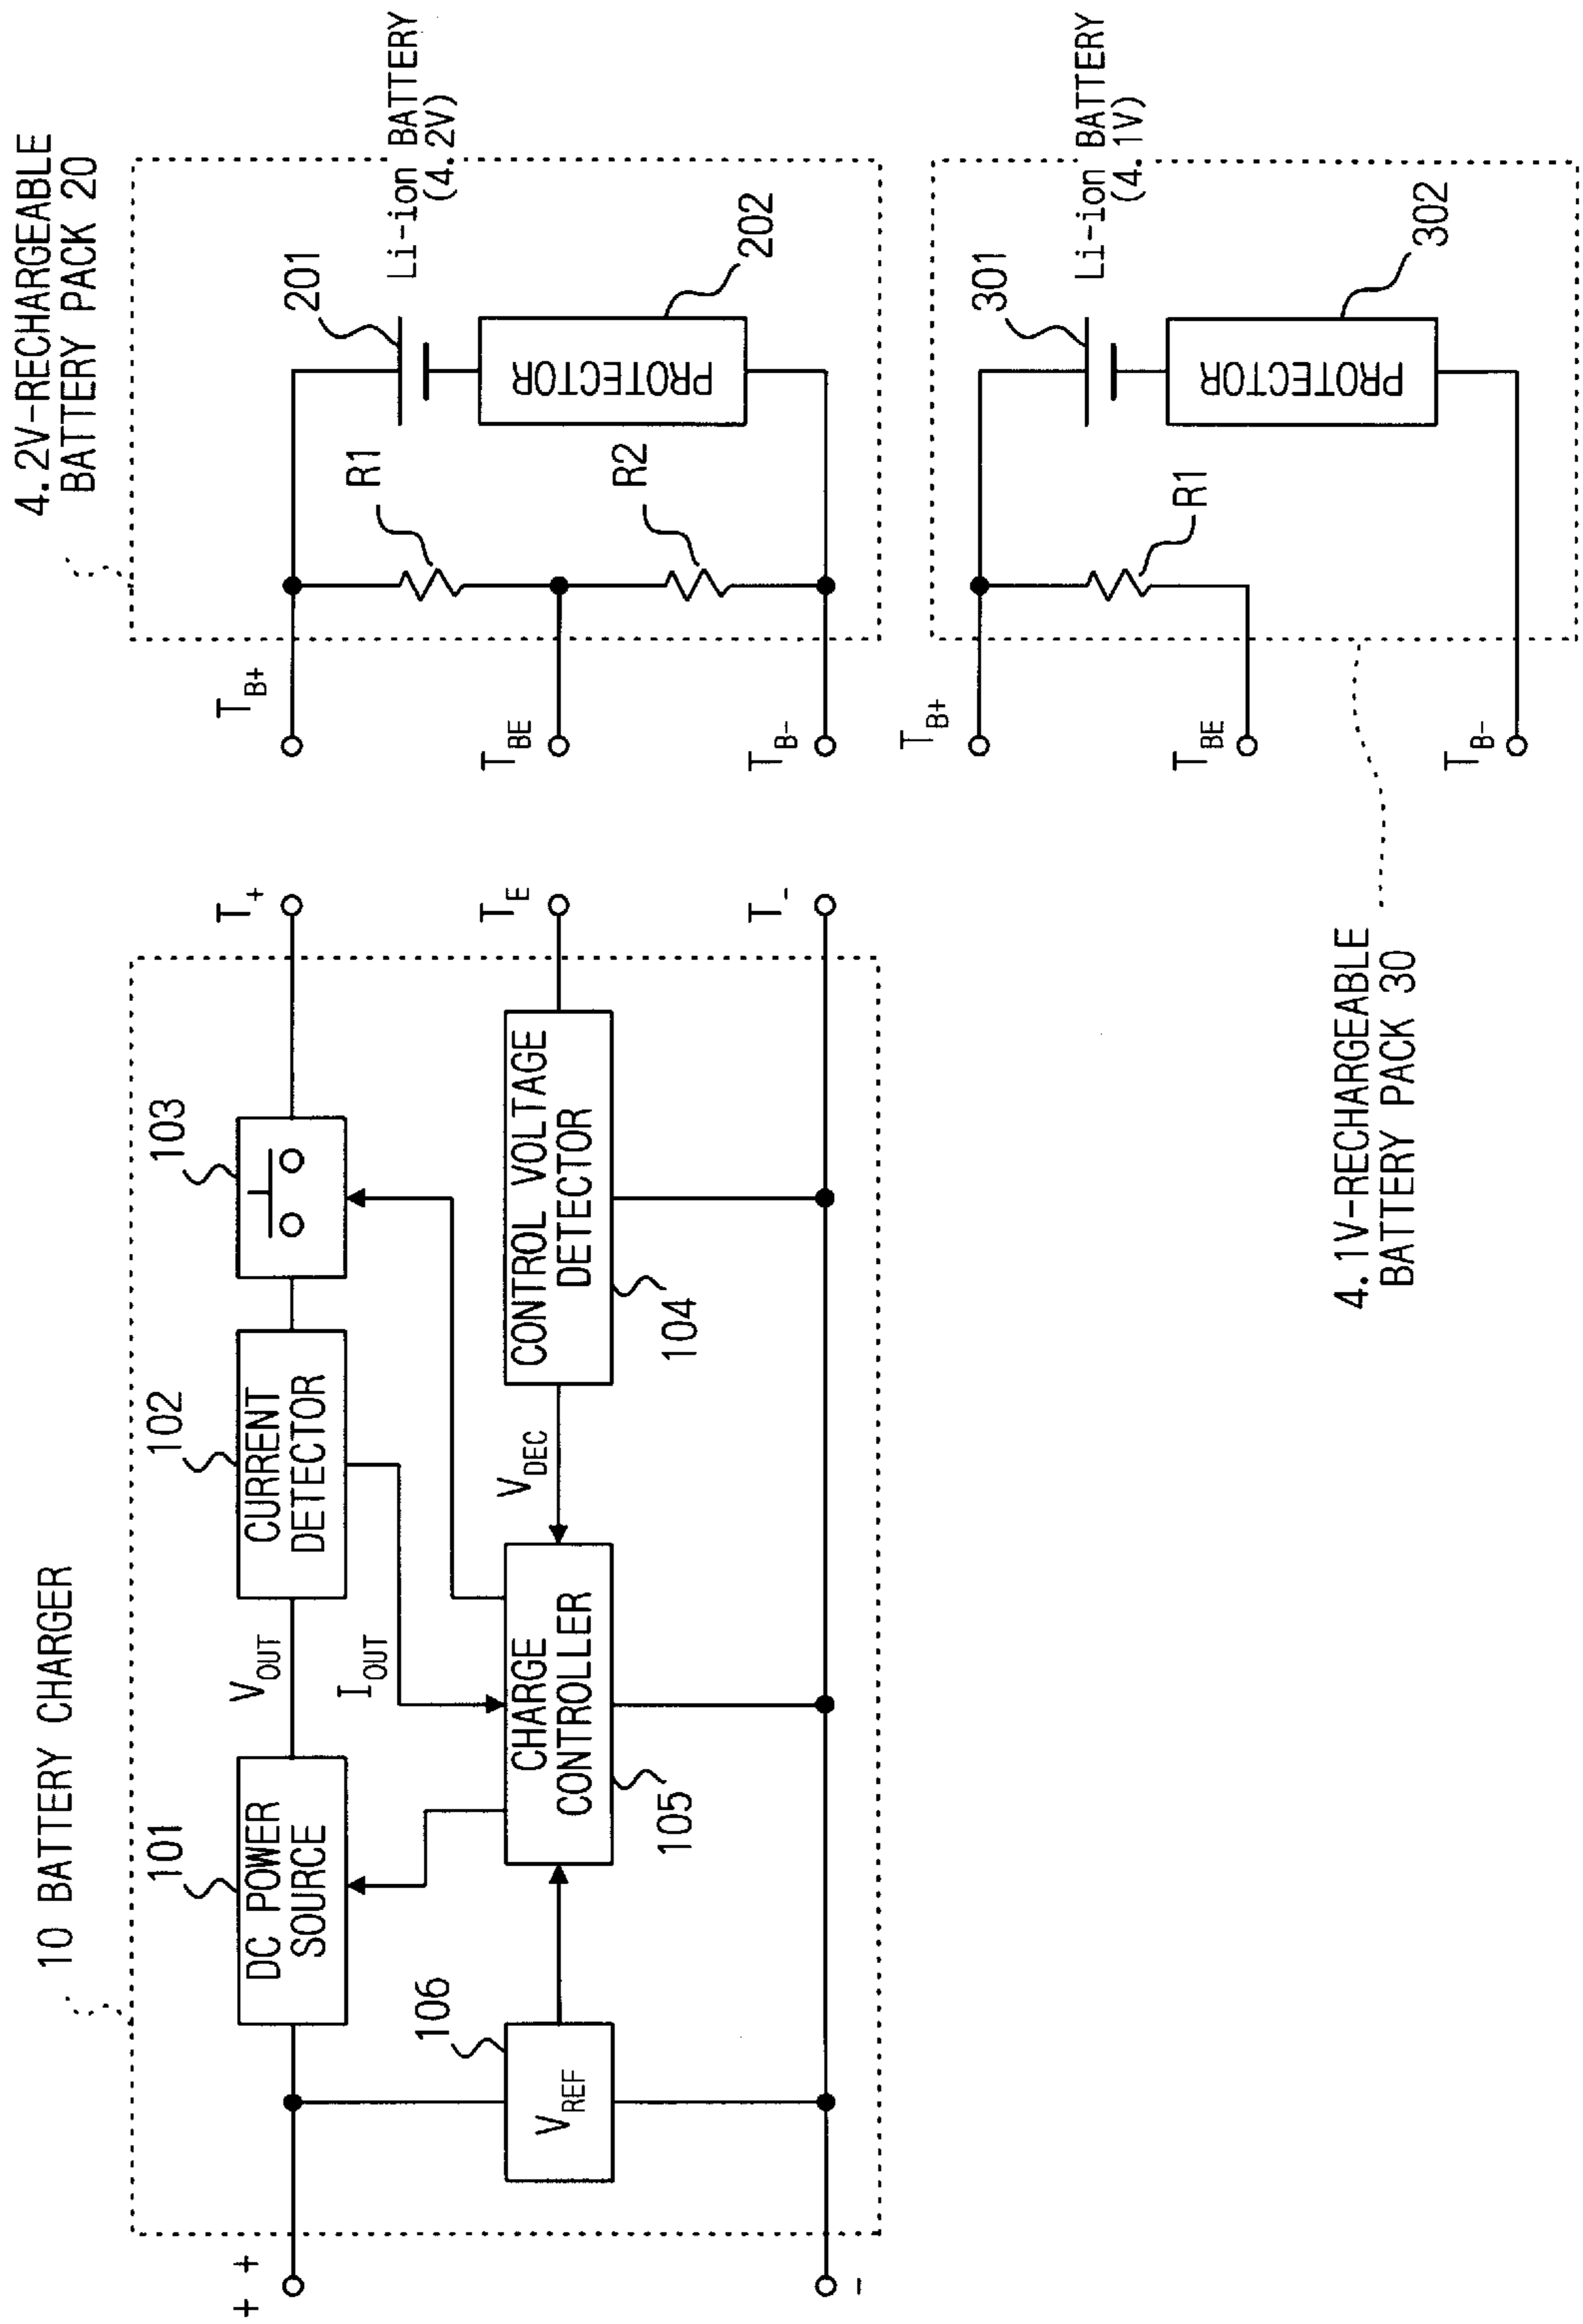 10 BATTERY CHARGER
4.2V-RECHARGEABLE
BATTERY PACK 20
+ +
101
DC POWER
SOURCE
V_OUT
102
CURRENT
DETECTOR
I_OUT
103
T_+
106
V_REF
105
CHARGE
CONTROLLER
V_DEC
104
CONTROL VOLTAGE
DETECTOR
T_E
-
T_-
T_B+
R1
201
Li-ion BATTERY
(4.2V)
T_BE
R2
PROTECTOR
202
T_B-
T_B+
R1
301
Li-ion BATTERY
(4.1V)
T_BE
PROTECTOR
302
T_B-
4.1V-RECHARGEABLE
BATTERY PACK 30